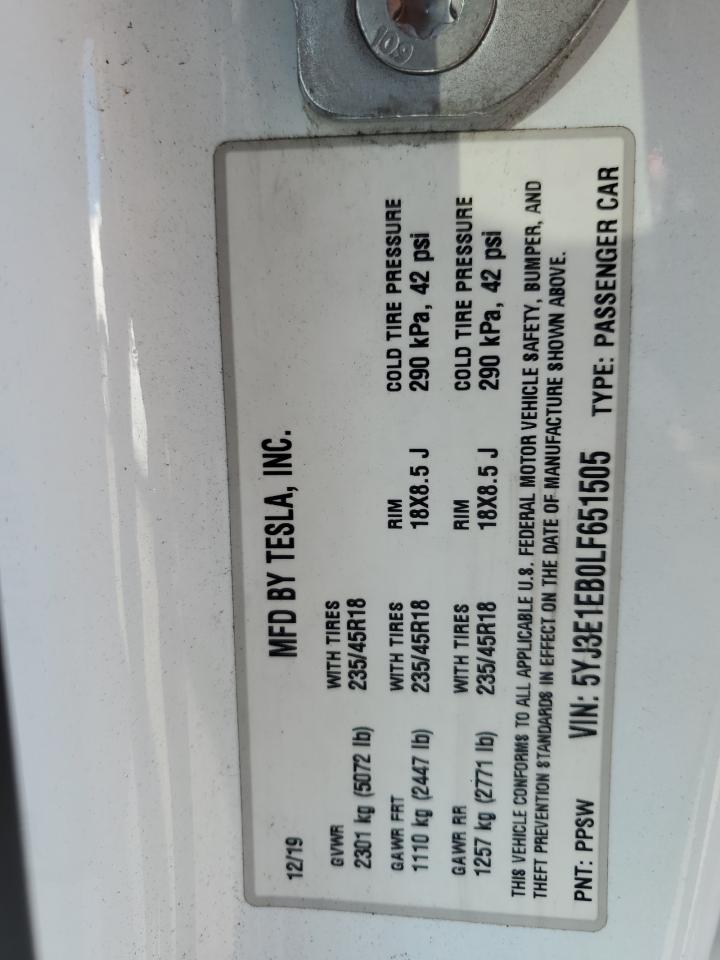 10.9
MFD BY TESLA, INC.
12/19
GVWR WITH TIRES
2301 kg (5072 lb) 235/45R18
GAWR FRT WITH TIRES RIM COLD TIRE PRESSURE
1110 kg (2447 lb) 235/45R18 18X8.5 J 290 kPa, 42 psi
GAWR RR WITH TIRES RIM COLD TIRE PRESSURE
1257 kg (2771 lb) 235/45R18 18X8.5 J 290 kPa, 42 psi
THIS VEHICLE CONFORMS TO ALL APPLICABLE U.S. FEDERAL MOTOR VEHICLE SAFETY, BUMPER, AND
THEFT PREVENTION STANDARDS IN EFFECT ON THE DATE OF MANUFACTURE SHOWN ABOVE.
PNT: PPSW VIN: 5YJ3E1EB0LF651505 TYPE: PASSENGER CAR